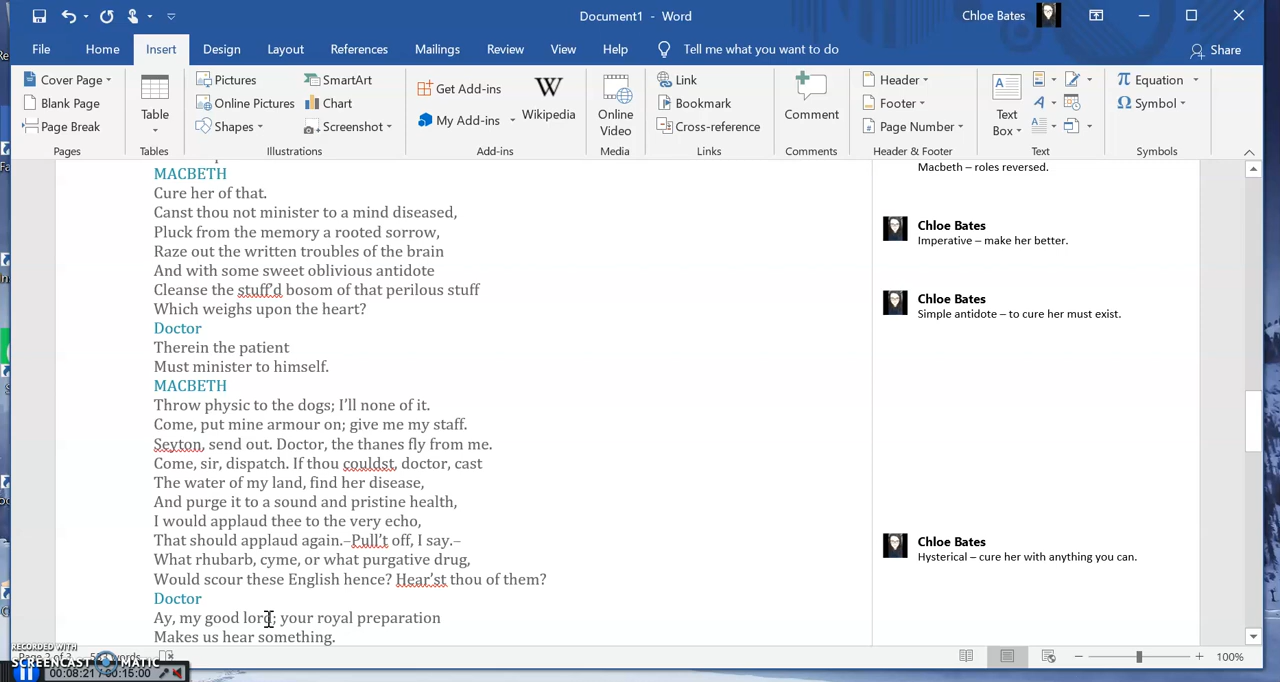 Document1 - Word
Chloe Bates
File Home Insert Design Layout References Mailings Review View Help Tell me what you want to do Share
Cover Page
Blank Page
Page Break
Pages
Table
Tables
Pictures
Online Pictures
Shapes
SmartArt
Chart
Screenshot
Illustrations
Get Add-ins
My Add-ins
Wikipedia
Add-ins
Online
Video
Media
Link
Bookmark
Cross-reference
Links
Comment
Comments
Header
Footer
Page Number
Header & Footer
Text
Box
Text
Equation
Symbol
Symbols
MACBETH
Cure her of that.
Canst thou not minister to a mind diseased,
Pluck from the memory a rooted sorrow,
Raze out the written troubles of the brain
And with some sweet oblivious antidote
Cleanse the stuff’d bosom of that perilous stuff
Which weighs upon the heart?
Doctor
Therein the patient
Must minister to himself.
MACBETH
Throw physic to the dogs; I’ll none of it.
Come, put mine armour on; give me my staff.
Seyton, send out. Doctor, the thanes fly from me.
Come, sir, dispatch. If thou couldst, doctor, cast
The water of my land, find her disease,
And purge it to a sound and pristine health,
I would applaud thee to the very echo,
That should applaud again.–Pull’t off, I say.–
What rhubarb, cyme, or what purgative drug,
Would scour these English hence? Hear’st thou of them?
Doctor
Ay, my good lord; your royal preparation
Makes us hear something.
Macbeth – roles reversed.
Chloe Bates
Imperative – make her better.
Chloe Bates
Simple antidote – to cure her must exist.
Chloe Bates
Hysterical – cure her with anything you can.
RECORDED WITH
SCREENCAST MATIC
00:08:21 / 00:15:00
words
100%